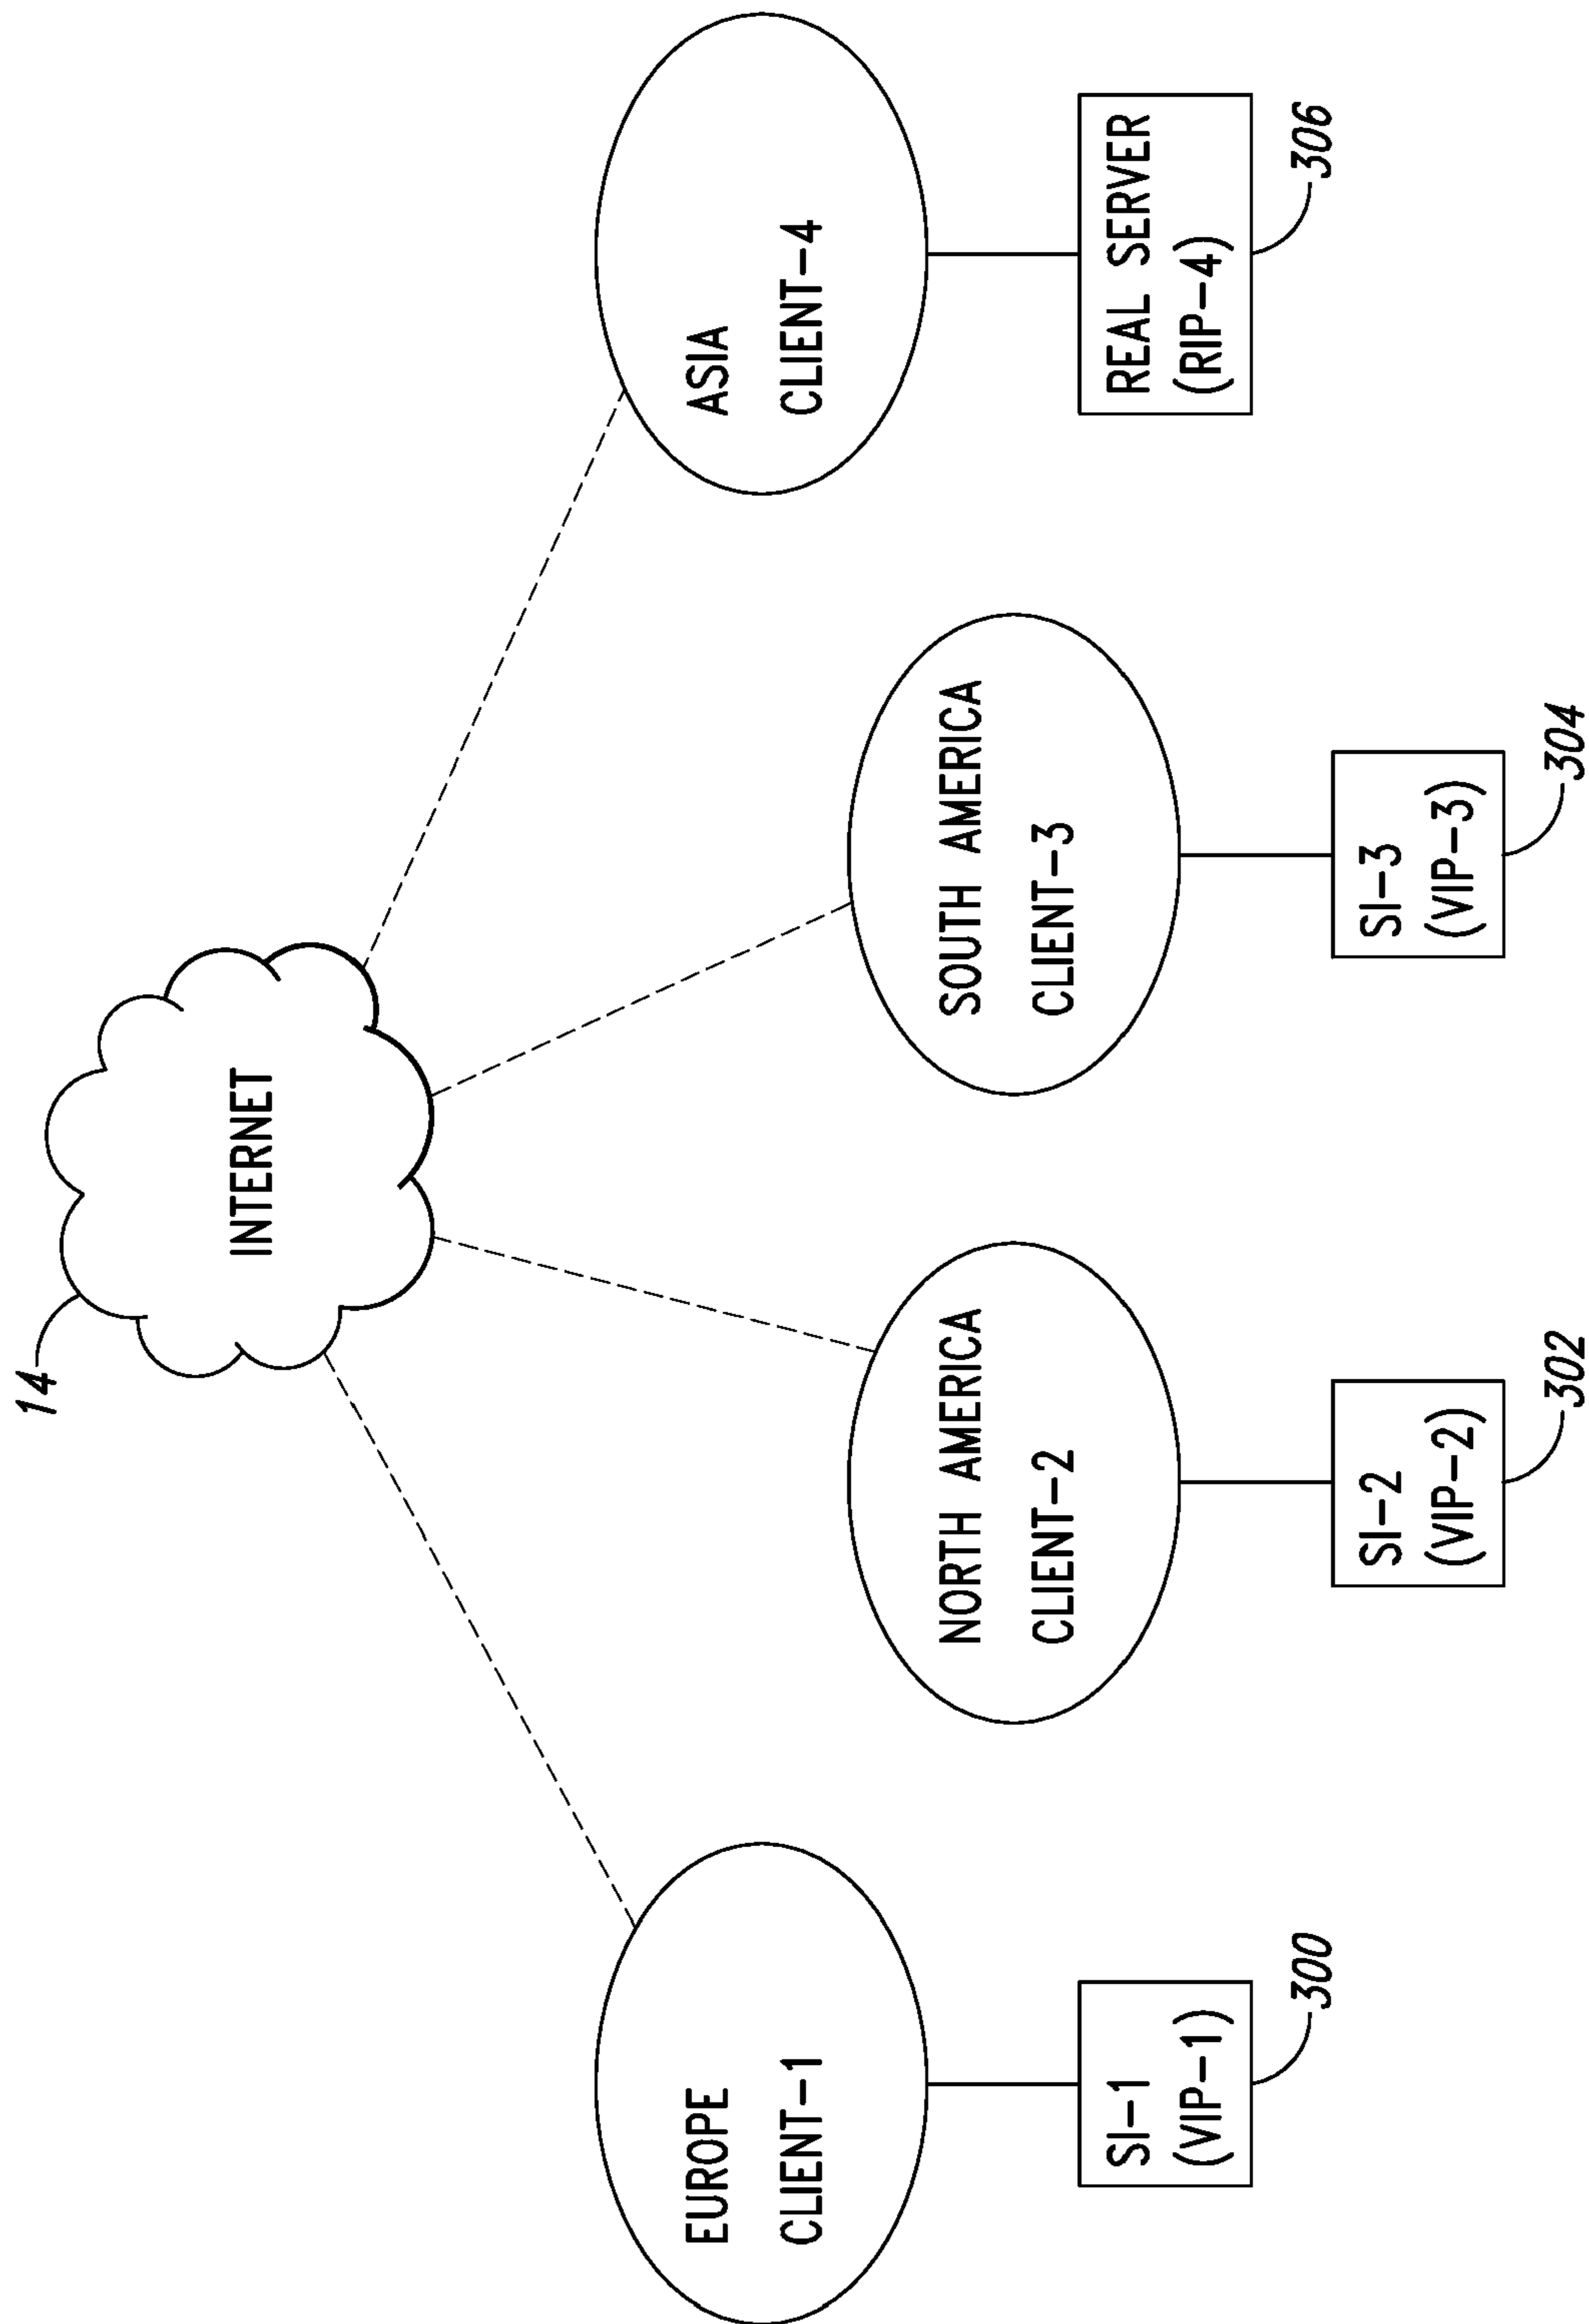 14
INTERNET
EUROPE
CLIENT-1
SI-1
(VIP-1)
300
NORTH AMERICA
CLIENT-2
SI-2
(VIP-2)
302
SOUTH AMERICA
CLIENT-3
SI-3
(VIP-3)
304
ASIA
CLIENT-4
REAL SERVER
(RIP-4)
306